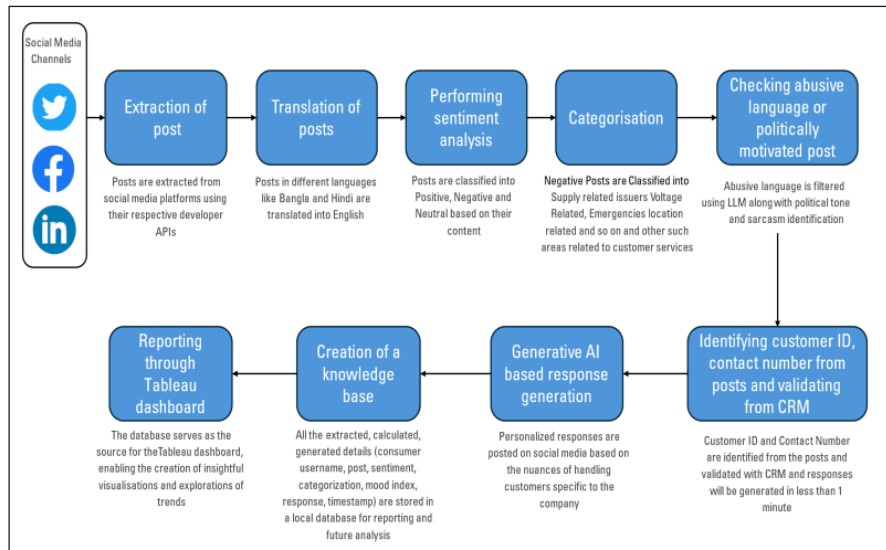 Social Media
Channels
Extraction of
post
Posts are extracted from
social media platforms using
their respective developer
APIs
Translation of
posts
Posts in different languages
like Bangla and Hindi are
translated into English
Performing
sentiment
analysis
Posts are classified into
Positive, Negative and
Neutral based on their
content
Categorisation
Negative Posts are Classified into
Supply related issuers Voltage
Related, Emergencies location
related and so on and other such
areas related to customer services
Checking abusive
language or
politically
motivated post
Abusive language is filtered
using LLM along with political tone
and sarcasm identification
Identifying customer ID,
contact number from
posts and validating
from CRM
Customer ID and Contact Number
are identified from the posts and
validated with CRM and responses
will be generated in less than 1
minute
Generative AI
based response
generation
Personalized responses are
posted on social media based on
the nuances of handling
customers specific to the
company
Creation of a
knowledge
base
All the extracted, calculated,
generated details (consumer
username, post, sentiment,
categorization, mood index,
response, timestamp) are stored in
a local database for reporting and
future analysis
Reporting
through
Tableau
dashboard
The database serves as the
source for theTableau dashboard,
enabling the creation of insightful
visualisations and explorations of
trends